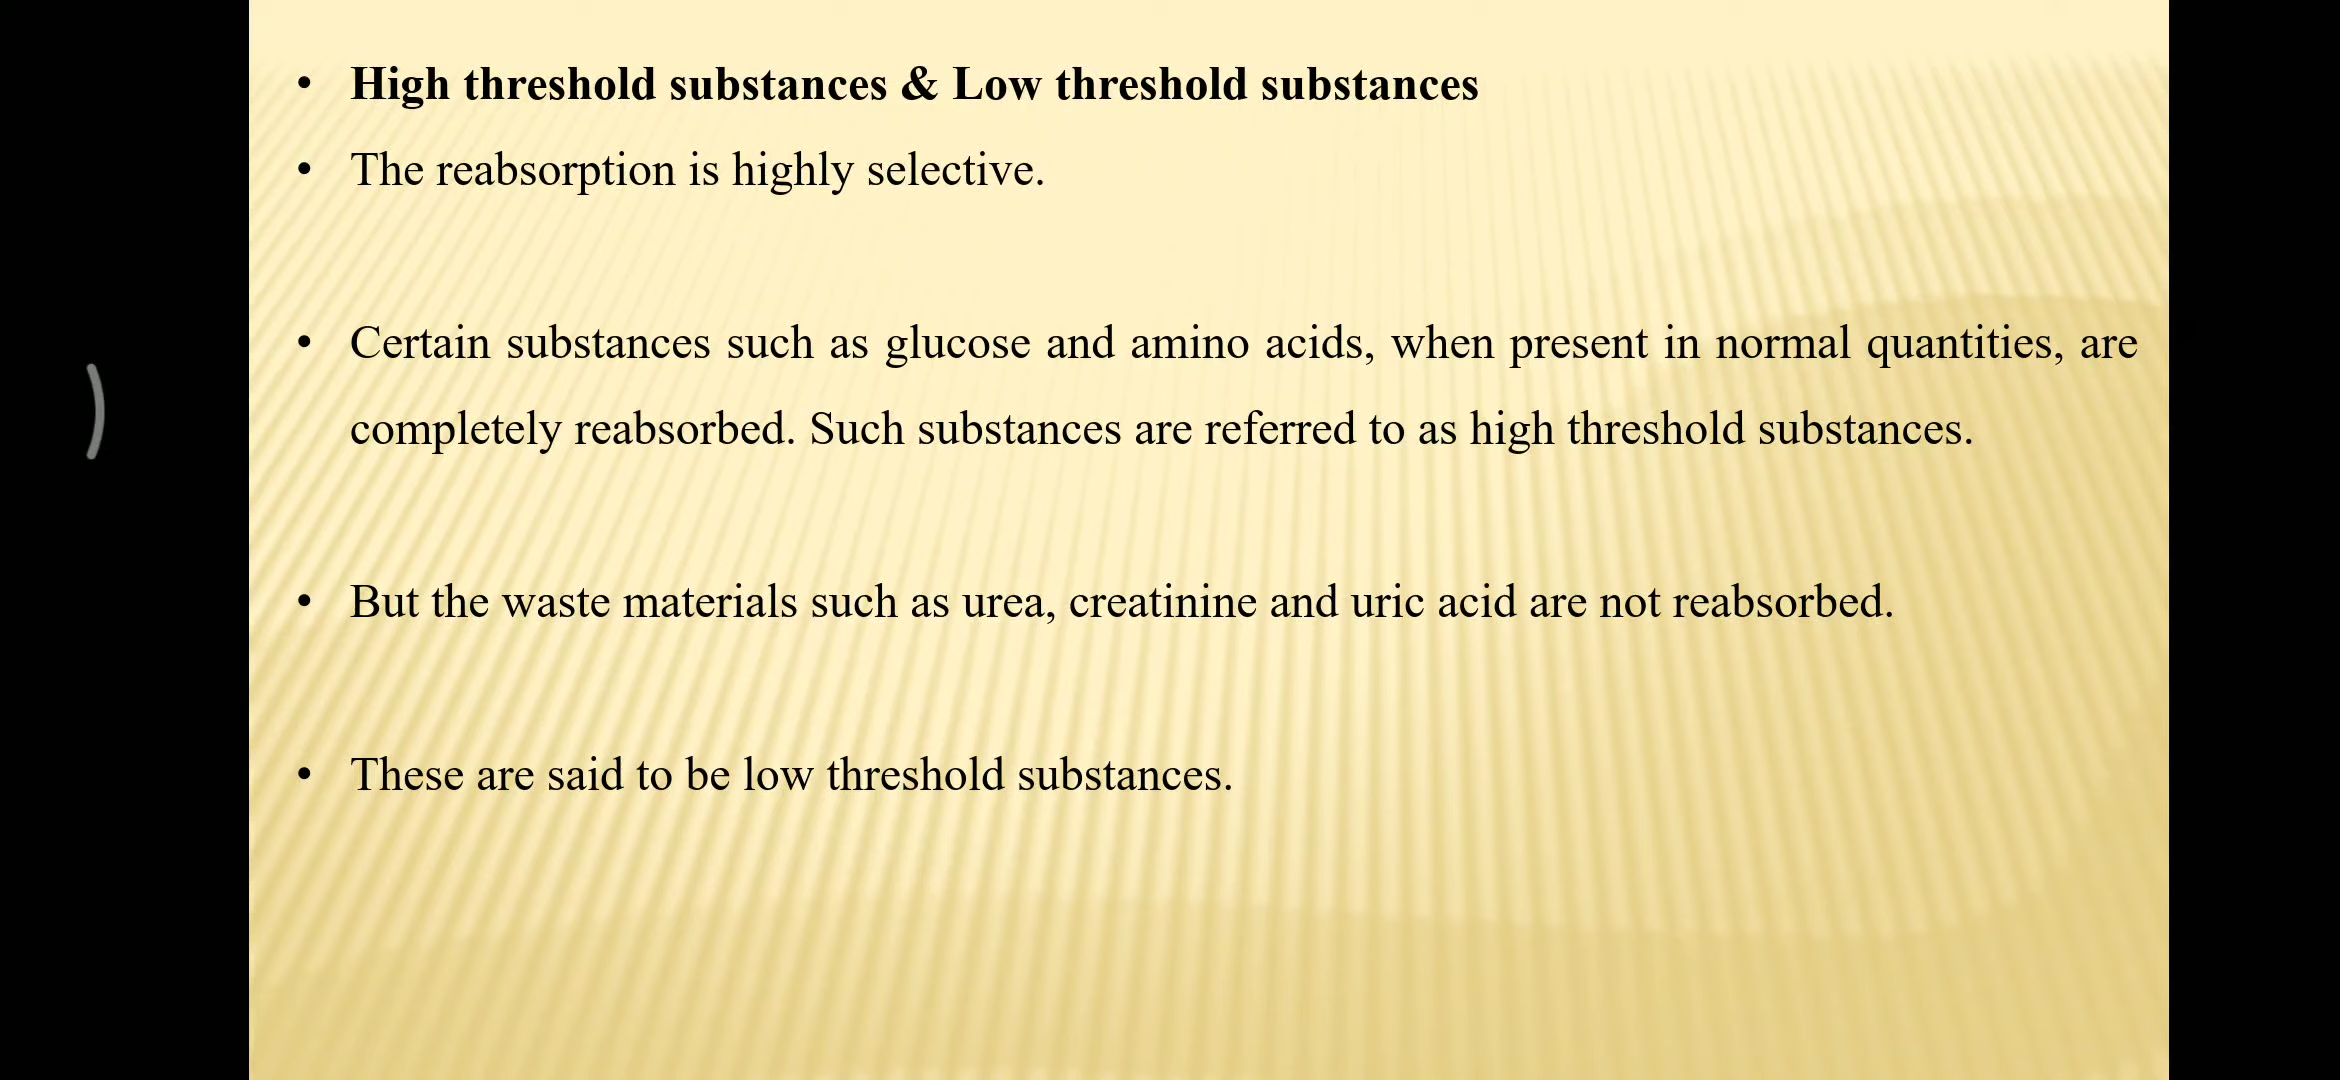 • High threshold substances & Low threshold substances
• The reabsorption is highly selective.
• Certain substances such as glucose and amino acids, when present in normal quantities, are
completely reabsorbed. Such substances are referred to as high threshold substances.
• But the waste materials such as urea, creatinine and uric acid are not reabsorbed.
• These are said to be low threshold substances.